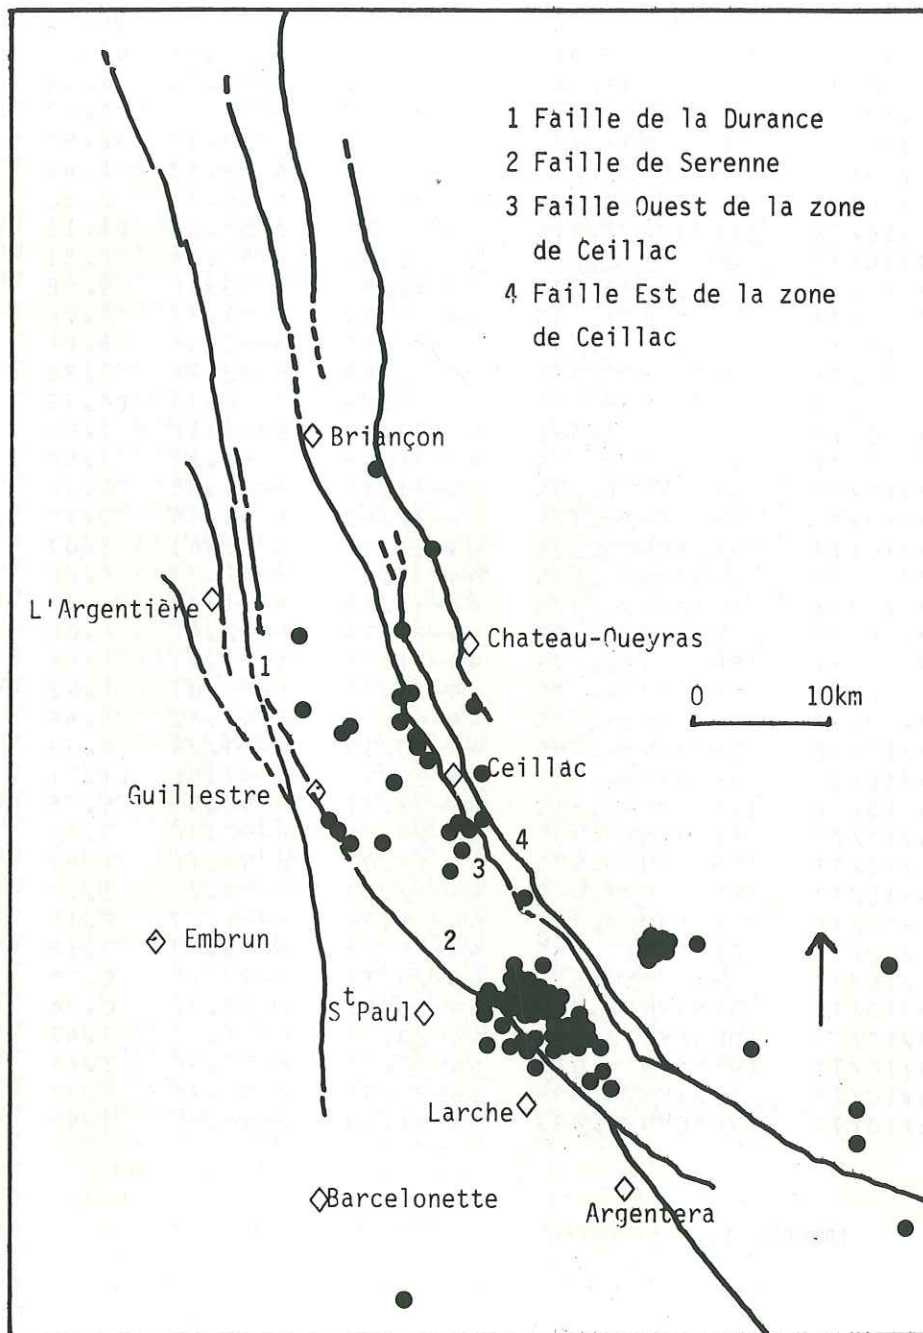 1 Faille de la Durance
2 Faille de Serenne
3 Faille Ouest de la zone
de Ceillac
4 Faille Est de la zone
de Ceillac
Briançon
L'Argentière
Chateau-Queyras
1
0 10km
Ceillac
Guillestre
4
3
2
Embrun
St Paul
Larche
Barcelonette
Argentera